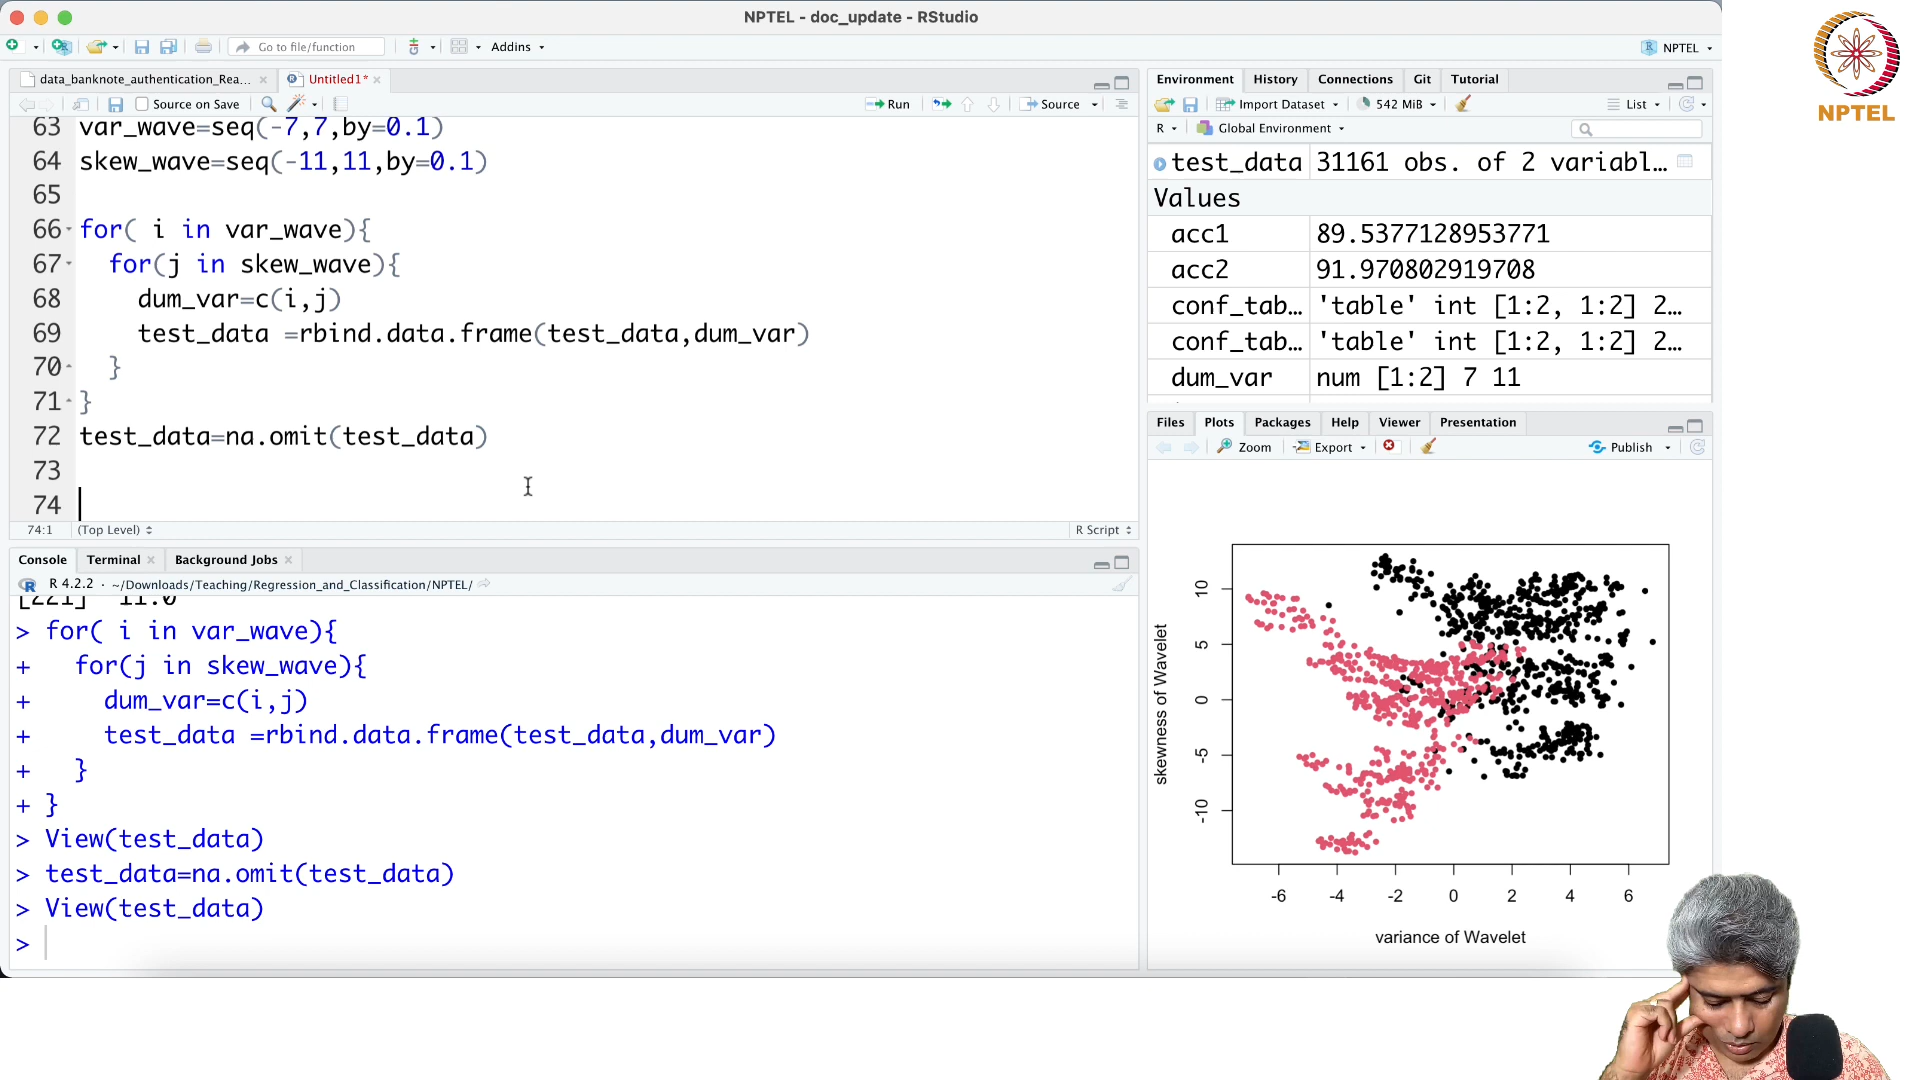 NPTEL - doc_update - RStudio
Go to file/function
Addins
NPTEL
data_banknote_authentication_Rea...
Untitled1*
Source on Save
Run
Source
63 var_wave=seq(-7,7,by=0.1)
64 skew_wave=seq(-11,11,by=0.1)
65
66 for( i in var_wave){
67 for(j in skew_wave){
68 dum_var=c(i,j)
69 test_data =rbind.data.frame(test_data,dum_var)
70 }
71 }
72 test_data=na.omit(test_data)
73
74
74:1 (Top Level) R Script
Console Terminal Background Jobs
R 4.2.2 · ~/Downloads/Teaching/Regression_and_Classification/NPTEL/
[221] 11.0
> for( i in var_wave){
+ for(j in skew_wave){
+ dum_var=c(i,j)
+ test_data =rbind.data.frame(test_data,dum_var)
+ }
+ }
> View(test_data)
> test_data=na.omit(test_data)
> View(test_data)
>
Environment History Connections Git Tutorial
Import Dataset 542 MiB List
R Global Environment
test_data 31161 obs. of 2 variabl...
Values
acc1 89.5377128953771
acc2 91.970802919708
conf_tab... 'table' int [1:2, 1:2] 2...
conf_tab... 'table' int [1:2, 1:2] 2...
dum_var num [1:2] 7 11
Files Plots Packages Help Viewer Presentation
Zoom Export Publish
skewness of Wavelet
10
5
0
-5
-10
-6 -4 -2 0 2 4 6
variance of Wavelet
NPTEL